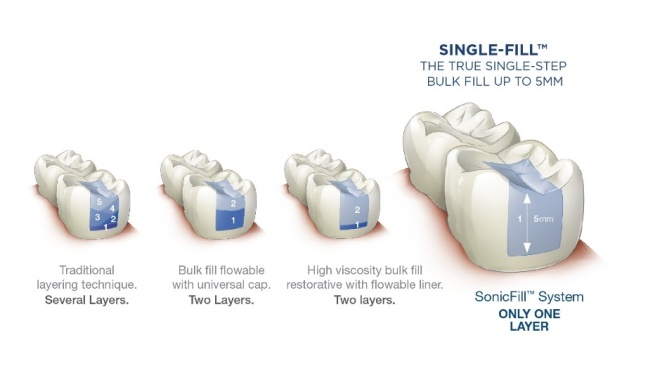 SINGLE-FILL™
THE TRUE SINGLE-STEP
BULK FILL UP TO 5MM
5
4
3
2
1
2
1
2
1
1
5mm
Traditional
layering technique.
Several Layers.
Bulk fill flowable
with universal cap.
Two Layers.
High viscosity bulk fill
restorative with flowable liner.
Two layers.
SonicFill™ System
ONLY ONE
LAYER